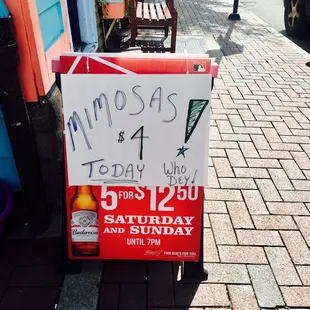 MIMOSAS
$4
TODAY
Who
Dey!
5 FOR $12.50
SATURDAY
AND SUNDAY
UNTIL 7PM
Budweiser